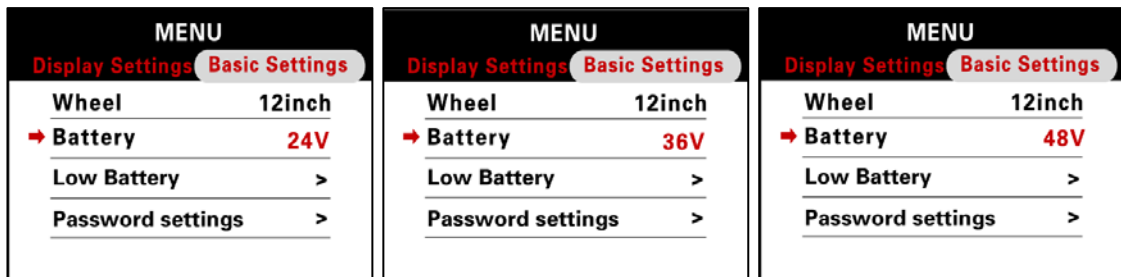 MENU
Display Settings Basic Settings
Wheel 12inch
Battery 24V
Low Battery >
Password settings >
MENU
Display Settings Basic Settings
Wheel 12inch
Battery 36V
Low Battery >
Password settings >
MENU
Display Settings Basic Settings
Wheel 12inch
Battery 48V
Low Battery >
Password settings >